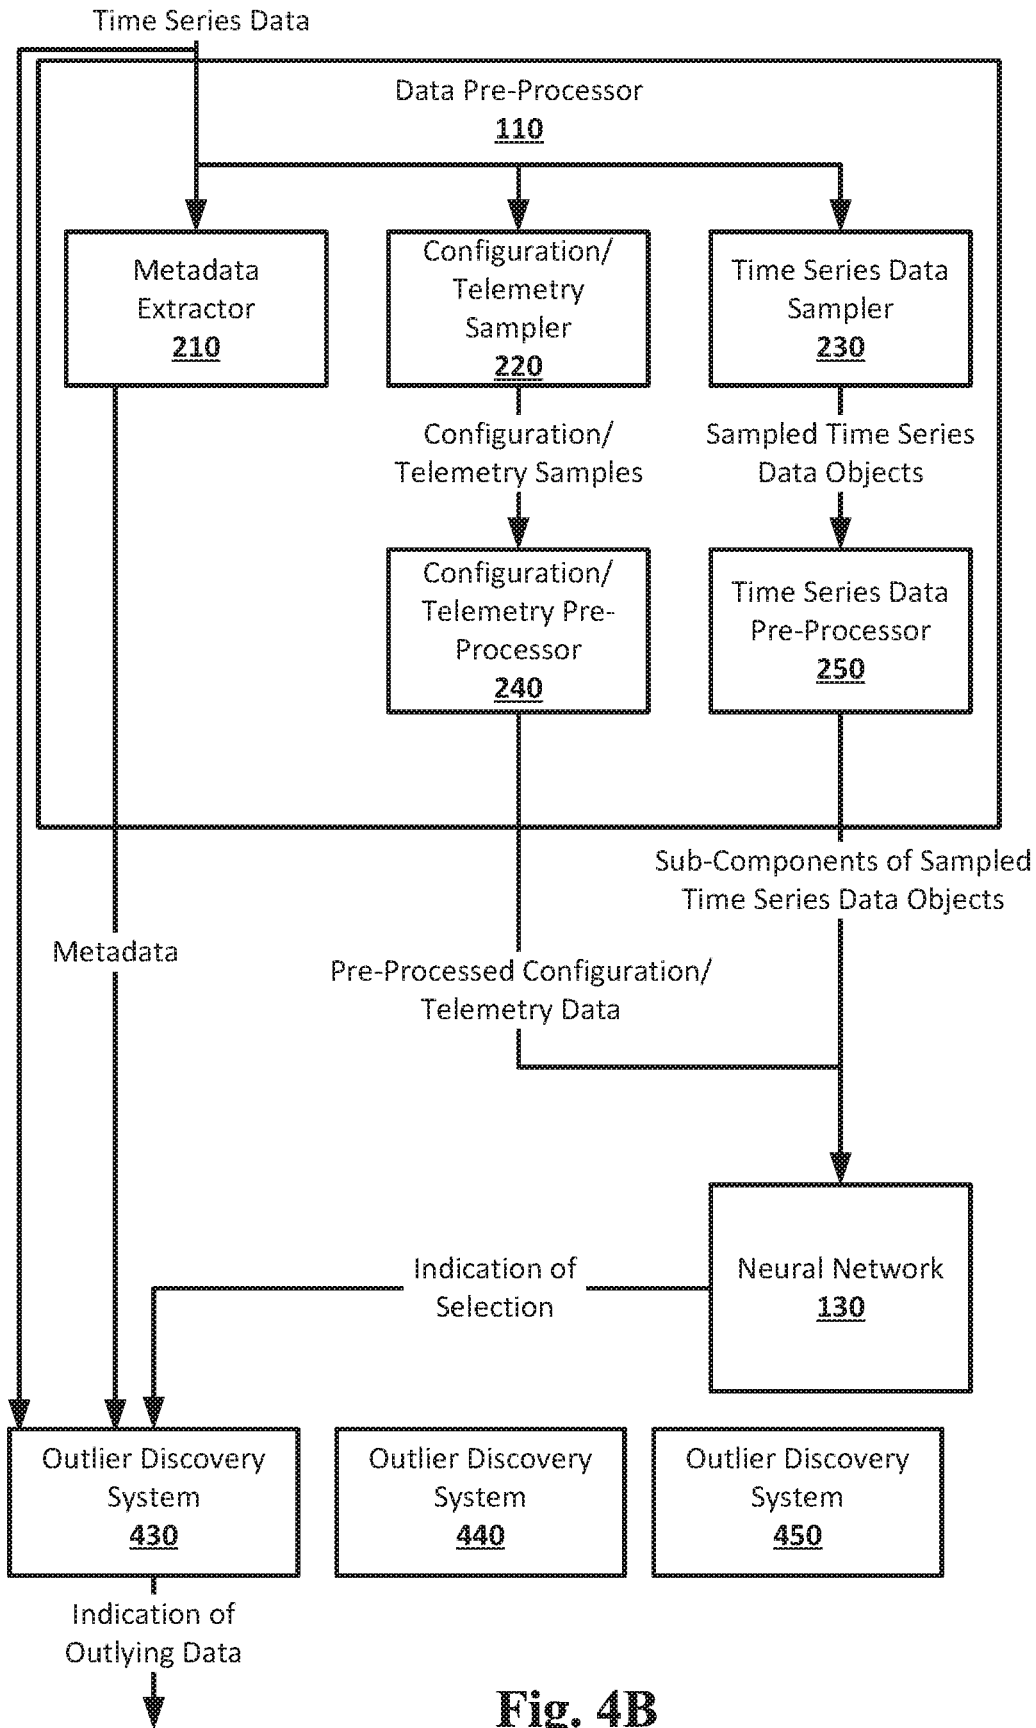 Time Series Data
Data Pre-Processor
110
Metadata
Extractor
210
Configuration/
Telemetry
Sampler
220
Time Series Data
Sampler
230
Configuration/
Telemetry Samples
Sampled Time Series
Data Objects
Configuration/
Telemetry Pre-
Processor
240
Time Series Data
Pre-Processor
250
Sub-Components of Sampled
Time Series Data Objects
Metadata
Pre-Processed Configuration/
Telemetry Data
Indication of
Selection
Neural Network
130
Outlier Discovery
System
430
Outlier Discovery
System
440
Outlier Discovery
System
450
Indication of
Outlying Data
Fig. 4B